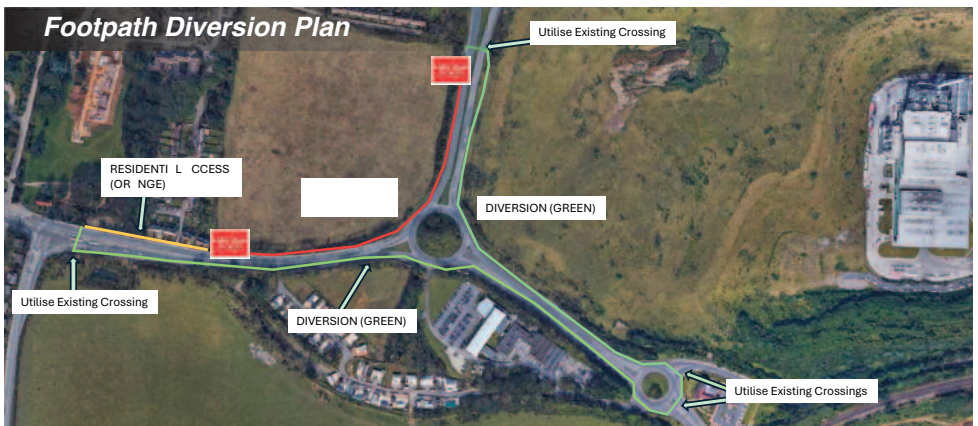 Footpath Diversion Plan
Utilise Existing Crossing
RESIDENTI L CCESS
(OR NGE)
DIVERSION (GREEN)
Utilise Existing Crossing
DIVERSION (GREEN)
Utilise Existing Crossings